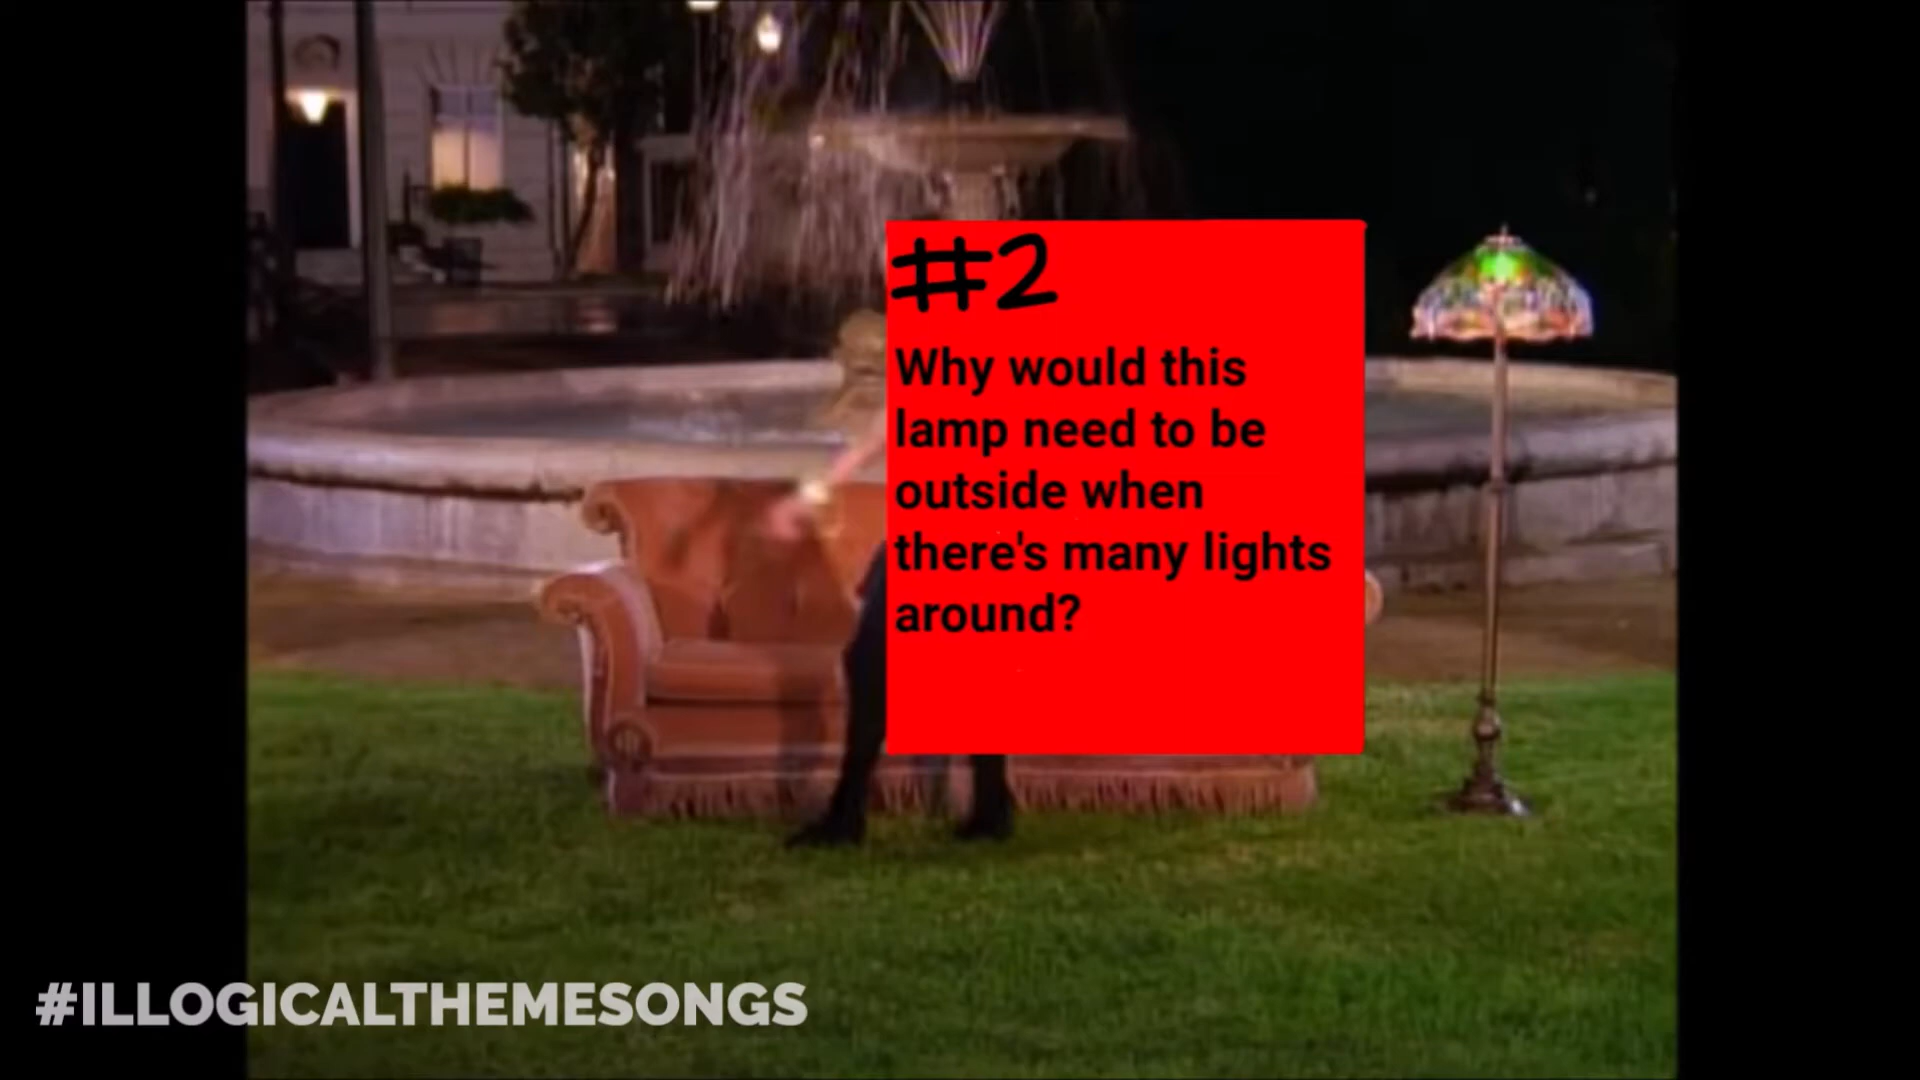 #2
Why would this
lamp need to be
outside when
there's many lights
around?
#ILLOGICALTHEMESONGS